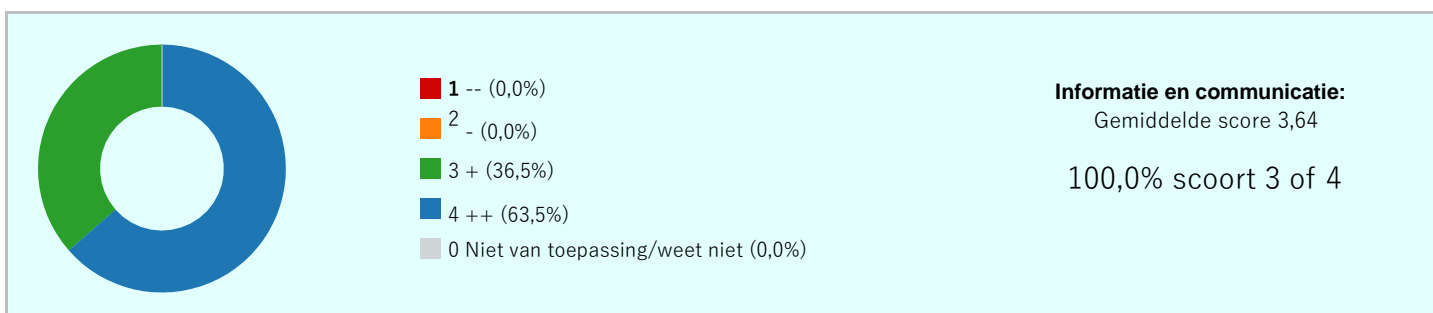 1 -- (0,0%)
2 - (0,0%)
3 + (36,5%)
4 ++ (63,5%)
0 Niet van toepassing/weet niet (0,0%)
Informatie en communicatie:
Gemiddelde score 3,64
100,0% scoort 3 of 4